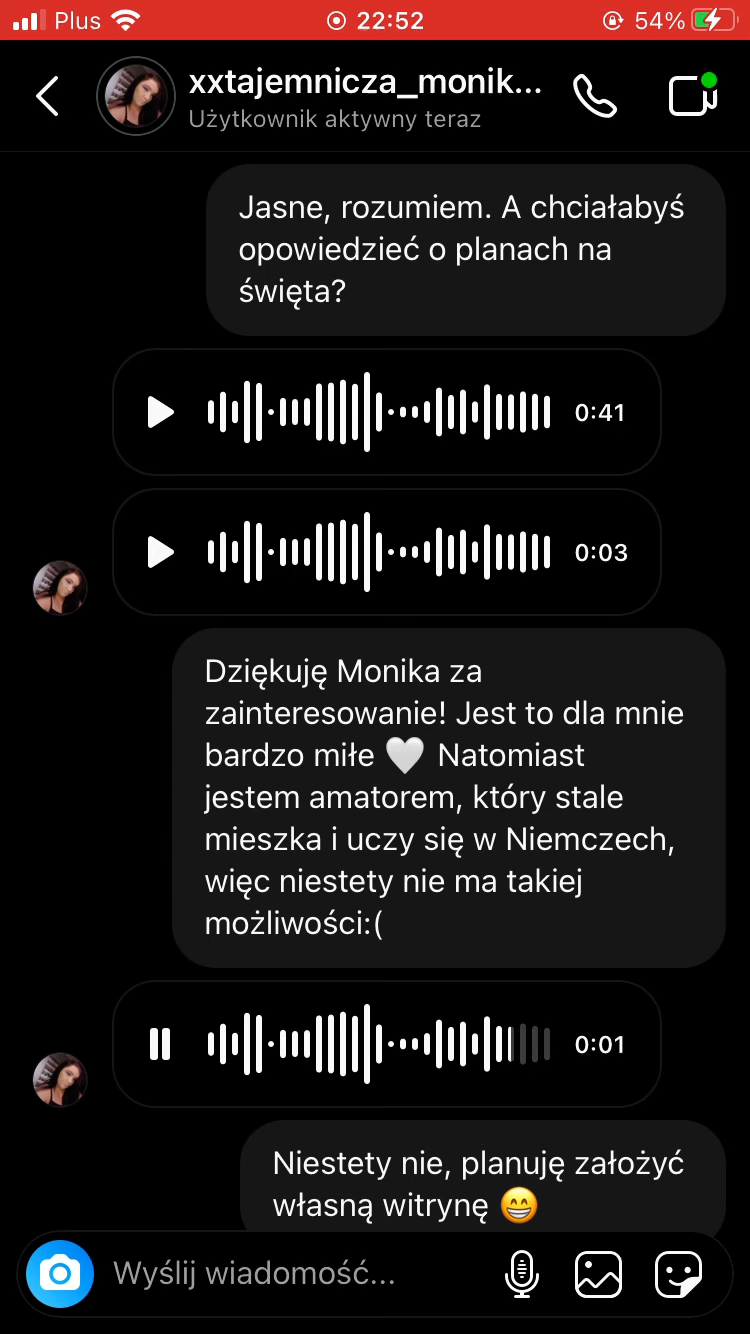 Plus 22:52 54%
xxtajemnicza_monik...
Użytkownik aktywny teraz
Jasne, rozumiem. A chciałabyś
opowiedzieć o planach na
święta?
0:41
0:03
Dziękuję Monika za
zainteresowanie! Jest to dla mnie
bardzo miłe 🤍 Natomiast
jestem amatorem, który stale
mieszka i uczy się w Niemczech,
więc niestety nie ma takiej
możliwości:(
0:01
Niestety nie, planuję założyć
własną witrynę 😁
Wyślij wiadomość...